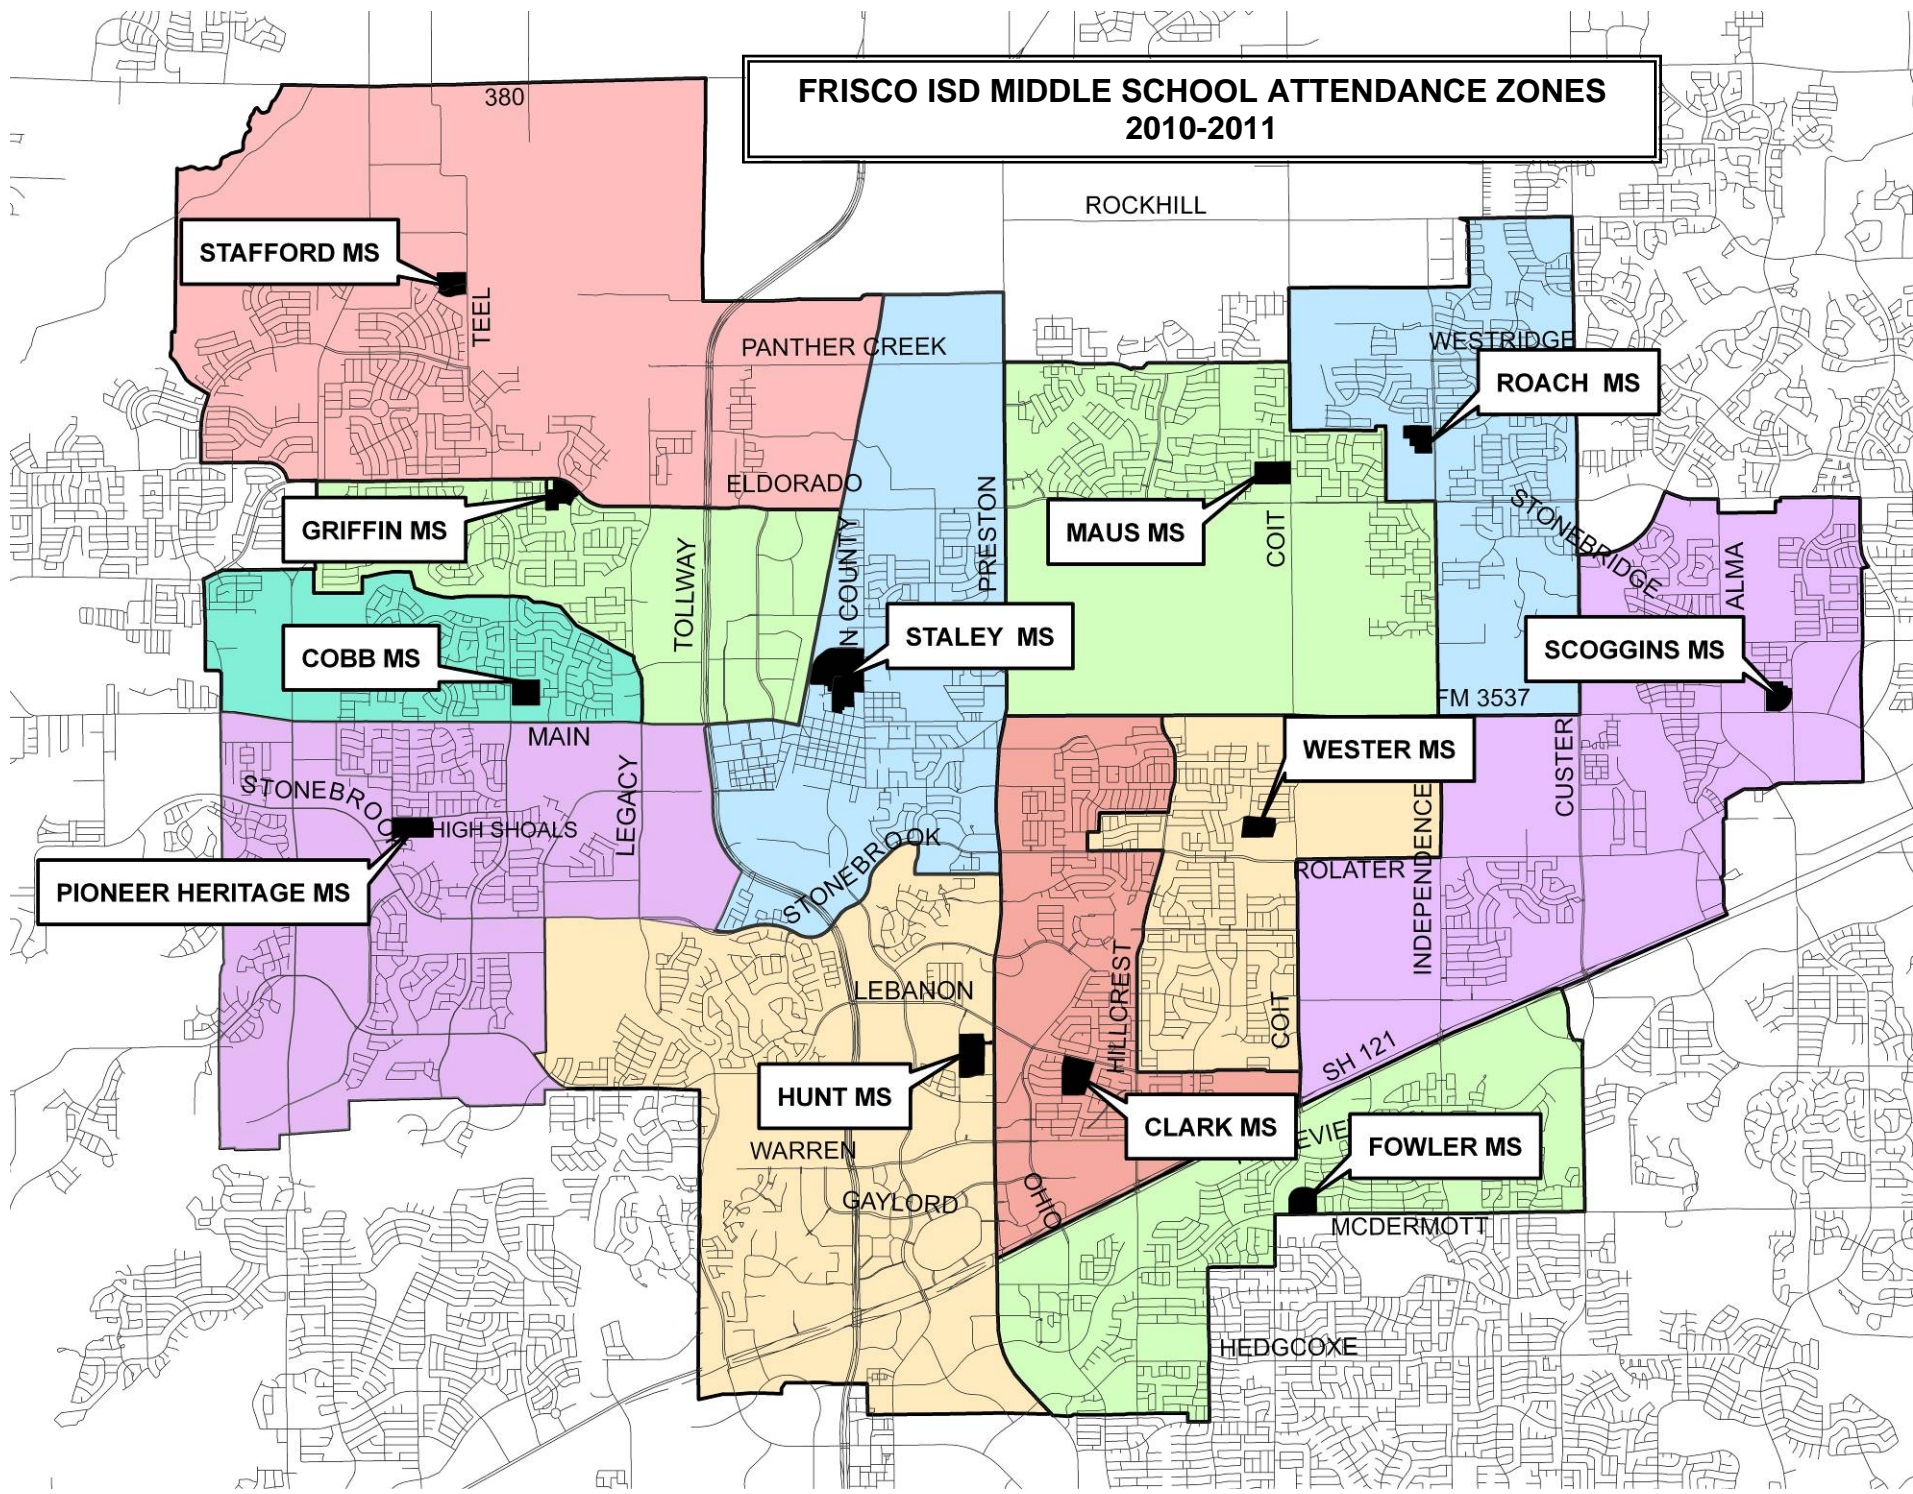 FRISCO ISD MIDDLE SCHOOL ATTENDANCE ZONES
2010-2011
380
ROCKHILL
STAFFORD MS
TEEL
PANTHER CREEK
WESTRIDGE
ROACH MS
ELDORADO
GRIFFIN MS
PRESTON
MAUS MS
COIT
STONEBRIDGE
N COUNTY
TOLLWAY
ALMA
STALEY MS
COBB MS
SCOGGINS MS
FM 3537
MAIN
CUSTER
WESTER MS
STONEBROOK
HIGH SHOALS
LEGACY
INDEPENDENCE
STONEBROOK
ROLATER
PIONEER HERITAGE MS
HILLCREST
LEBANON
COIT
SH 121
HUNT MS
CLARK MS
FOWLER MS
WARREN
GAYLORD
OHIO
MCDERMOTT
HEDGCOXE